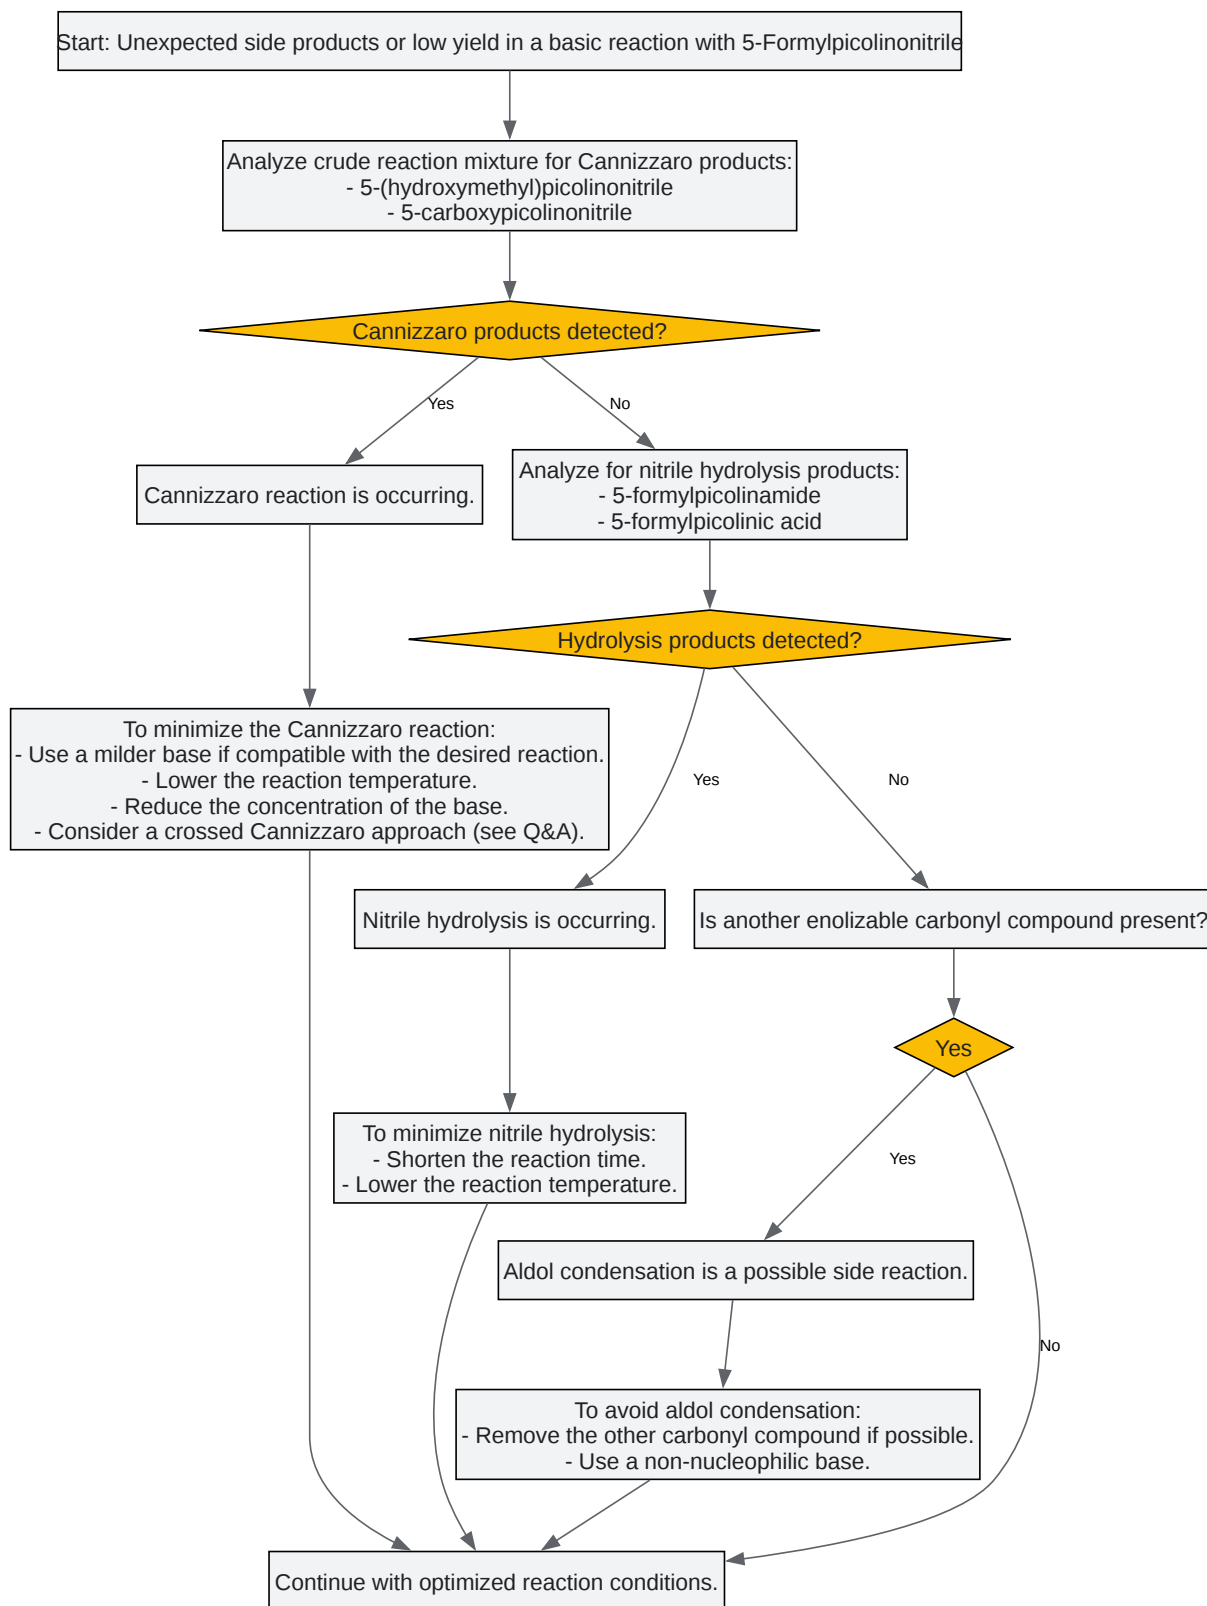 Start: Unexpected side products or low yield in a basic reaction with 5-Formylpicolinonitrile
Analyze crude reaction mixture for Cannizzaro products:
- 5-(hydroxymethyl)picolinonitrile
- 5-carboxypicolinonitrile
Cannizzaro products detected?
Yes
No
Cannizzaro reaction is occurring.
Analyze for nitrile hydrolysis products:
- 5-formylpicolinamide
- 5-formylpicolinic acid
Hydrolysis products detected?
To minimize the Cannizzaro reaction:
- Use a milder base if compatible with the desired reaction.
- Lower the reaction temperature.
- Reduce the concentration of the base.
- Consider a crossed Cannizzaro approach (see Q&A).
Yes
No
Nitrile hydrolysis is occurring.
Is another enolizable carbonyl compound present?
Yes
To minimize nitrile hydrolysis:
- Shorten the reaction time.
- Lower the reaction temperature.
Yes
Aldol condensation is a possible side reaction.
No
To avoid aldol condensation:
- Remove the other carbonyl compound if possible.
- Use a non-nucleophilic base.
Continue with optimized reaction conditions.